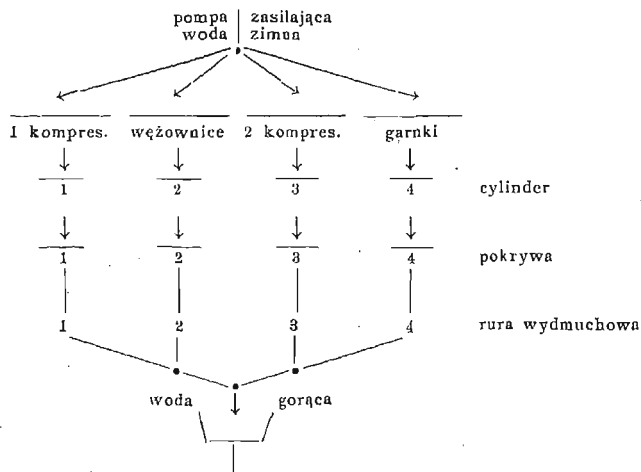 pompa zasilająca
woda zimna
1 kompres. wężownice 2 kompres. garnki
1 2 3 4 cylinder
1 2 3 4 pokrywa
1 2 3 4 rura wydmuchowa
woda gorąca